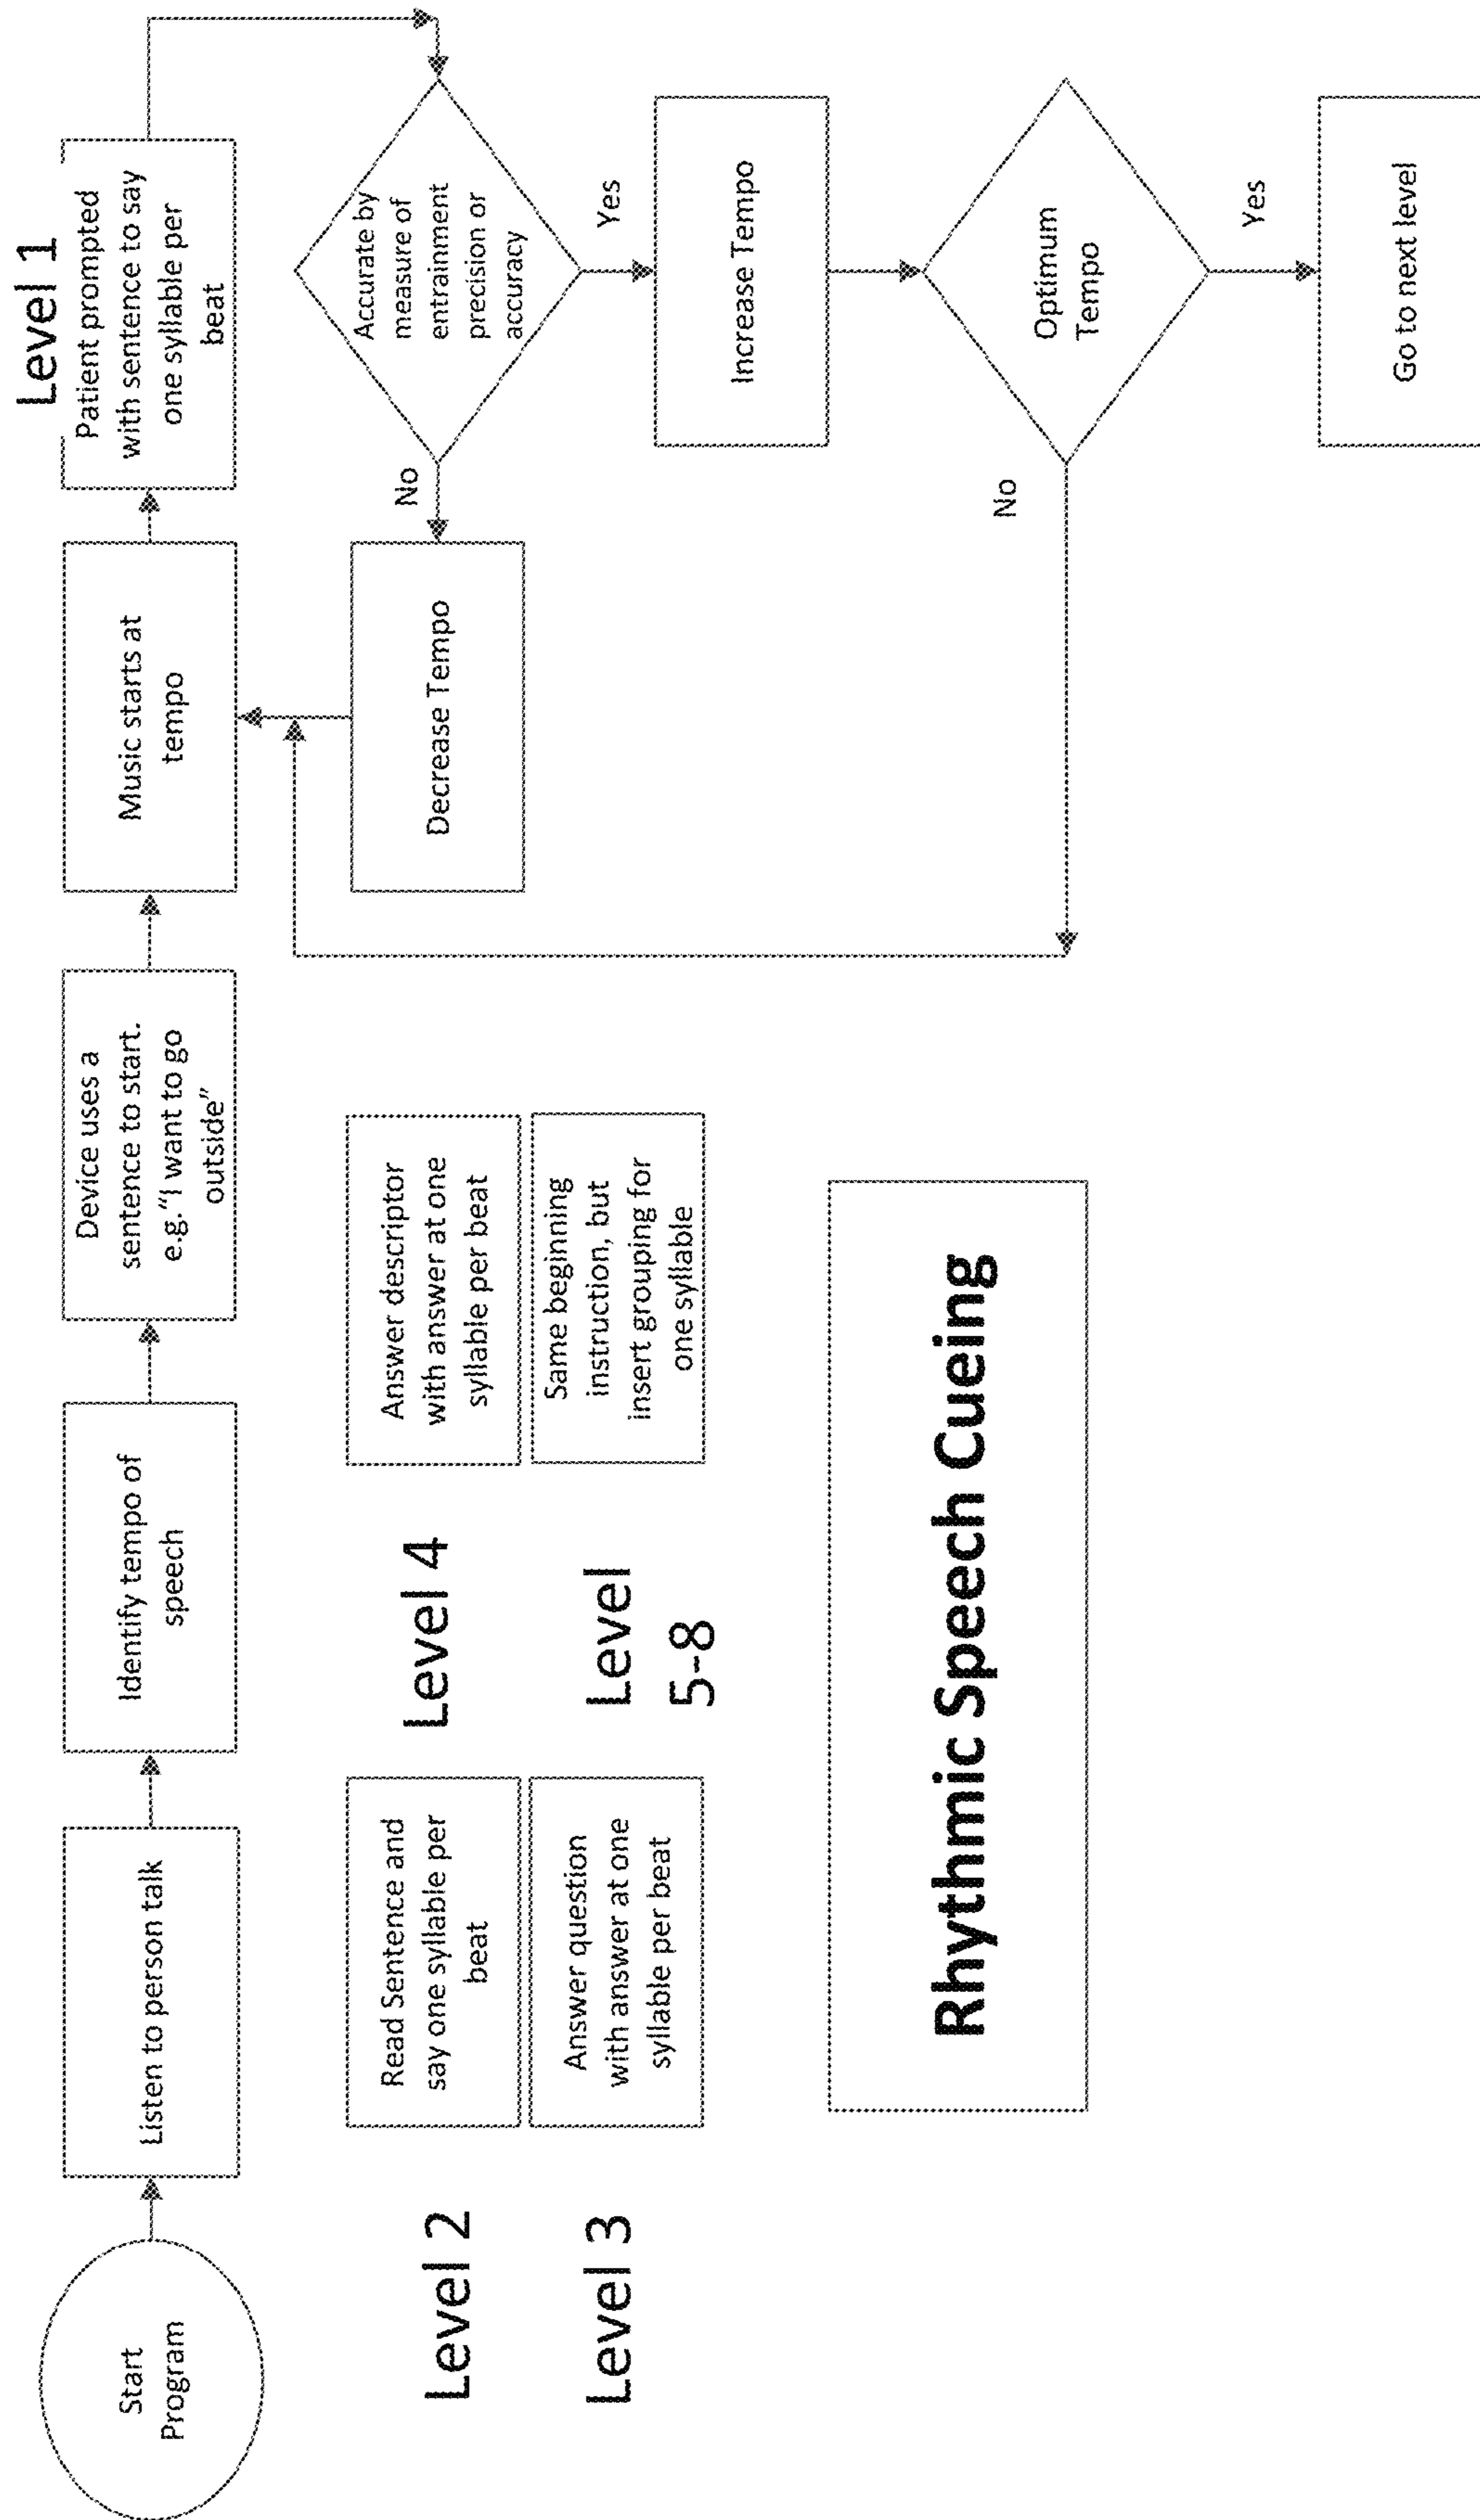 Level 1
Start
Program
Listen to person talk
Identify tempo of
speech
Device uses a
sentence to start.
e.g."I want to go
outside"
Music starts at
tempo
Patient prompted
with sentence to say
one syllable per
beat
Level 2
Read Sentence and
say one syllable per
beat
Level 4
Answer descriptor
with answer at one
syllable per beat
Decrease Tempo
No
Accurate by
measure of
entrainment
precision or
accuracy
Level 3
Answer question
with answer at one
syllable per beat
Level
5-8
Same beginning
instruction, but
insert grouping for
one syllable
Yes
Increase Tempo
Rhythmic Speech Cueing
No
Optimum
Tempo
Yes
Go to next level